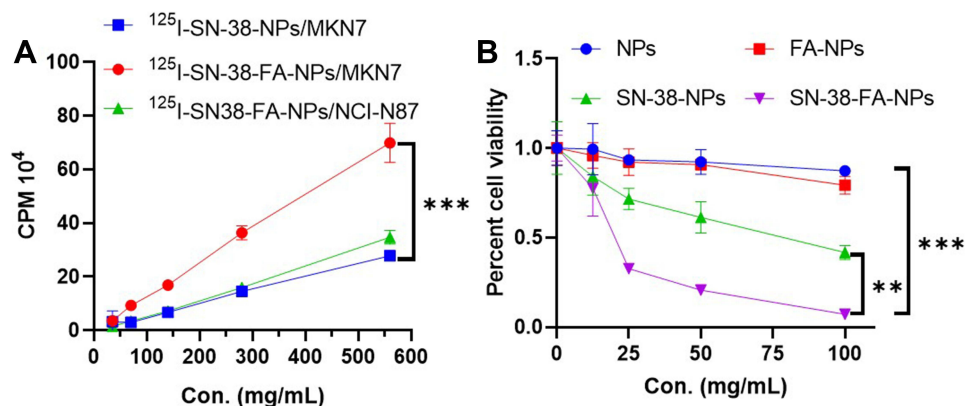 A
¹²⁵I-SN-38-NPs/MKN7
¹²⁵I-SN-38-FA-NPs/MKN7
¹²⁵I-SN38-FA-NPs/NCI-N87
CPM 10⁴
100
80
60
40
20
0
0 100 200 300 400 500 600
Con. (mg/mL)
***
B
NPs FA-NPs
SN-38-NPs SN-38-FA-NPs
Percent cell viability
1.5
1.0
0.5
0.0
0 25 50 75 100
Con. (mg/mL)
**
***